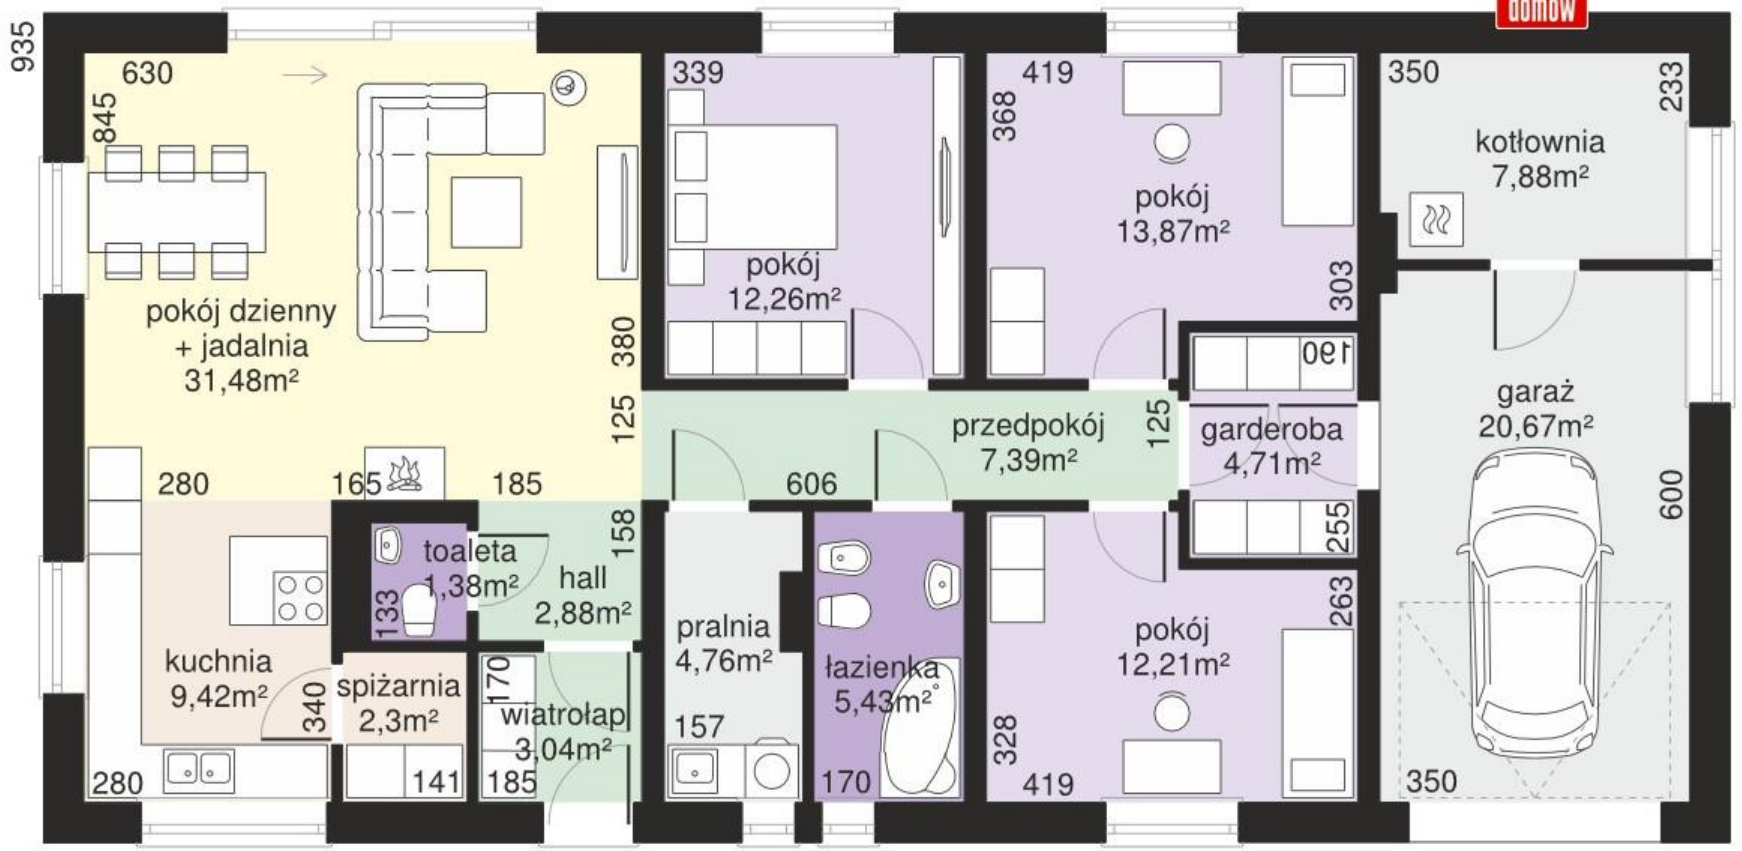 domów
935
630
845
339
419
368
350
233
kotłownia
7,88m²
pokój
13,87m²
pokój
12,26m²
303
pokój dzienny
+ jadalnia
31,48m²
380
190
garaż
20,67m²
125
przedpokój
7,39m²
125
garderoba
4,71m²
280
165
185
606
600
158
255
toaleta
1,38m²
133
hall
2,88m²
263
pralnia
4,76m²
pokój
12,21m²
kuchnia
9,42m²
340
spiżarnia
2,3m²
170
wiatrołap
3,04m²
łazienka
5,43m²
157
328
280
141
185
170
419
350